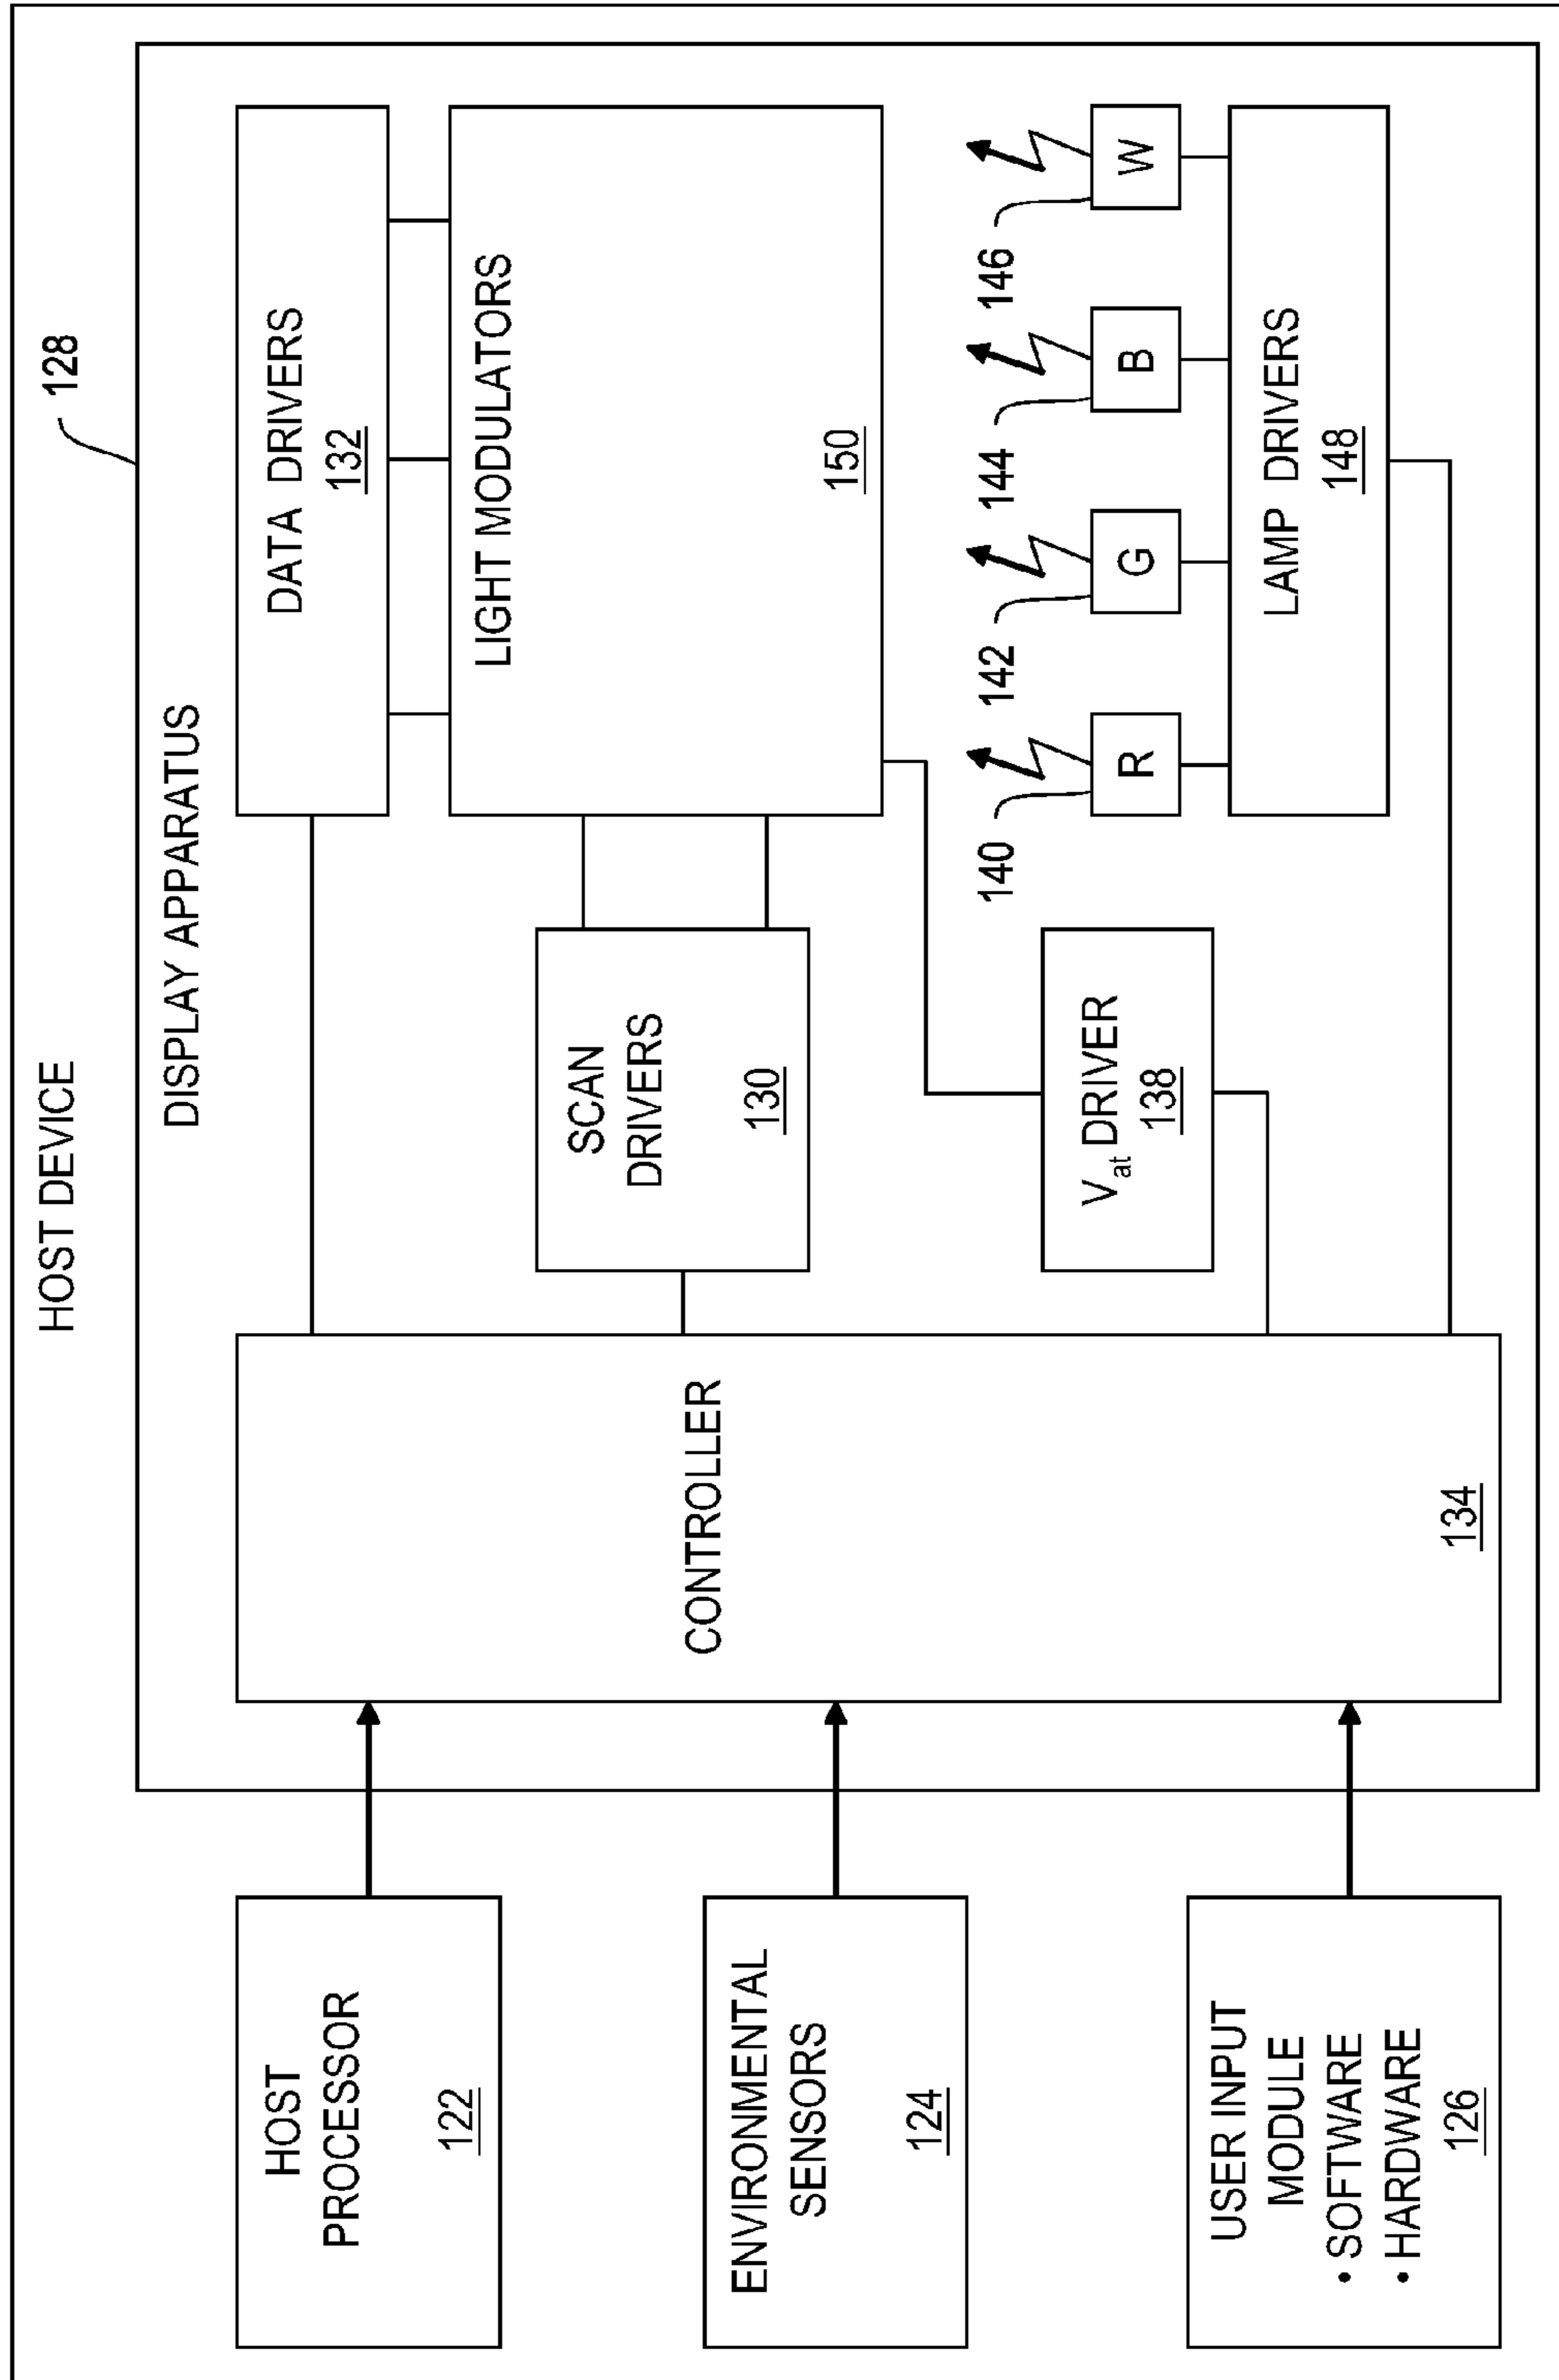 HOST DEVICE
128
DISPLAY APPARATUS
HOST
PROCESSOR
122
ENVIRONMENTAL
SENSORS
124
USER INPUT
MODULE
• SOFTWARE
• HARDWARE
126
CONTROLLER
134
SCAN
DRIVERS
130
Vat DRIVER
138
DATA DRIVERS
132
LIGHT MODULATORS
150
140
142
144
146
R
G
B
W
LAMP DRIVERS
148